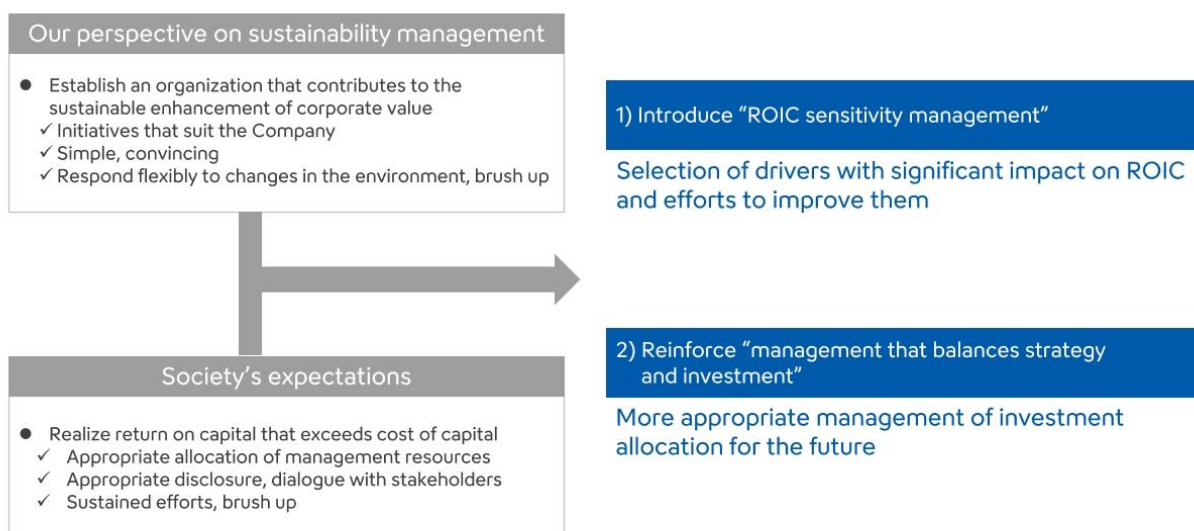 Our perspective on sustainability management
● Establish an organization that contributes to the
sustainable enhancement of corporate value
✓ Initiatives that suit the Company
✓ Simple, convincing
✓ Respond flexibly to changes in the environment, brush up
Society's expectations
● Realize return on capital that exceeds cost of capital
✓ Appropriate allocation of management resources
✓ Appropriate disclosure, dialogue with stakeholders
✓ Sustained efforts, brush up
1) Introduce “ROIC sensitivity management”
Selection of drivers with significant impact on ROIC
and efforts to improve them
2) Reinforce “management that balances strategy
and investment”
More appropriate management of investment
allocation for the future